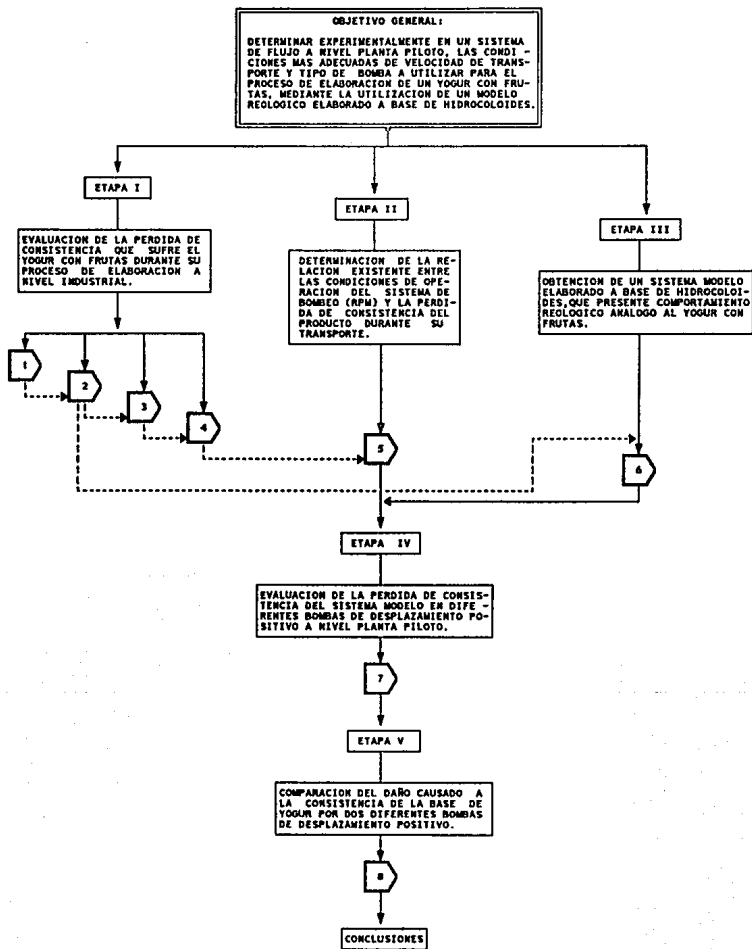 OBJETIVO GENERAL:
DETERMINAR EXPERIMENTALMENTE EN UN SISTEMA
DE FLUJO A NIVEL PLANTA PILOTO, LAS CONDI -
CIONES MAS ADECUADAS DE VELOCIDAD DE TRANS-
PORTE Y TIPO DE BOMBA A UTILIZAR PARA EL
PROCESO DE ELABORACION DE UN YOGUR CON FRU-
TAS, MEDIANTE LA UTILIZACION DE UN MODELO
REOLOGICO ELABORADO A BASE DE HIDROCOLOIDES.
ETAPA I
EVALUACION DE LA PERDIDA DE
CONSISTENCIA QUE SUFRE EL
YOGUR CON FRUTAS DURANTE SU
PROCESO DE ELABORACION A
NIVEL INDUSTRIAL.
ETAPA II
DETERMINACION DE LA RE-
LACION EXISTENTE ENTRE
LAS CONDICIONES DE OPE-
RACION DEL SISTEMA DE
BOMBEO (RPM) Y LA PERDI-
DA DE CONSISTENCIA DEL
PRODUCTO DURANTE SU
TRANSPORTE.
ETAPA III
OBTENCION DE UN SISTEMA MODELO
ELABORADO A BASE DE HIDROCOLOI-
DES, QUE PRESENTE COMPORTAMIENTO
REOLOGICO ANALOGO AL YOGUR CON
FRUTAS.
1
2
3
4
5
6
ETAPA IV
EVALUACION DE LA PERDIDA DE CONSIS-
TENCIA DEL SISTEMA MODELO EN DIFE -
RENTES BOMBAS DE DESPLAZAMIENTO PO-
SITIVO A NIVEL PLANTA PILOTO.
7
ETAPA V
COMPARACION DEL DAÑO CAUSADO A
LA CONSISTENCIA DE LA BASE DE
YOGUR POR DOS DIFERENTES BOMBAS
DE DESPLAZAMIENTO POSITIVO.
8
CONCLUSIONES